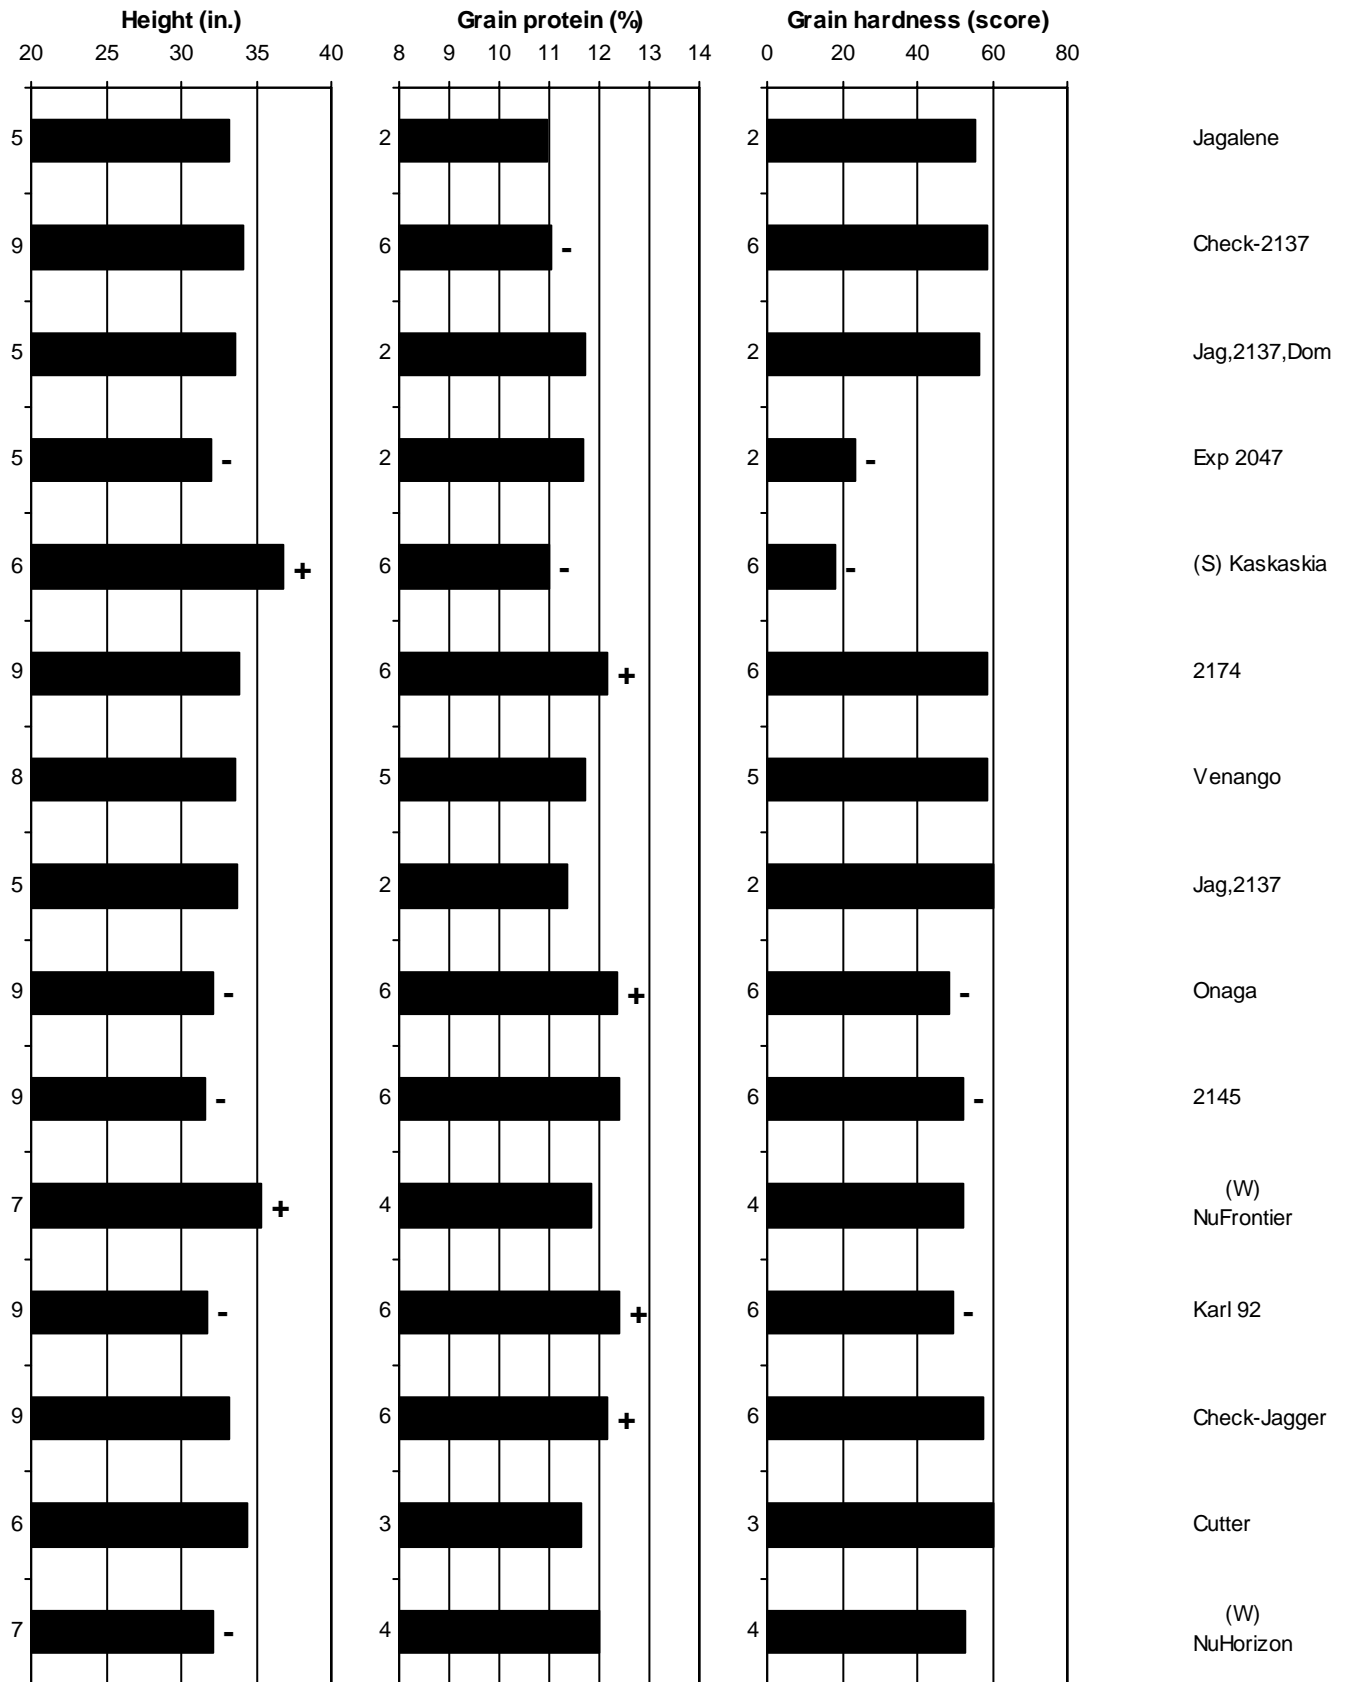 Height (in.) Grain protein (%) Grain hardness (score)
20 25 30 35 40 8 9 10 11 12 13 14 0 20 40 60 80
5 2 2 Jagalene
9 6 - 6 Check-2137
5 2 2 Jag,2137,Dom
5 - 2 2 - Exp 2047
6 + 6 - 6 - (S) Kaskaskia
9 6 + 6 2174
8 5 5 Venango
5 2 2 Jag,2137
9 - 6 + 6 - Onaga
9 - 6 6 - 2145
7 + 4 4 (W)
NuFrontier
9 - 6 + 6 - Karl 92
9 6 + 6 Check-Jagger
6 3 3 Cutter
7 - 4 4 (W)
NuHorizon